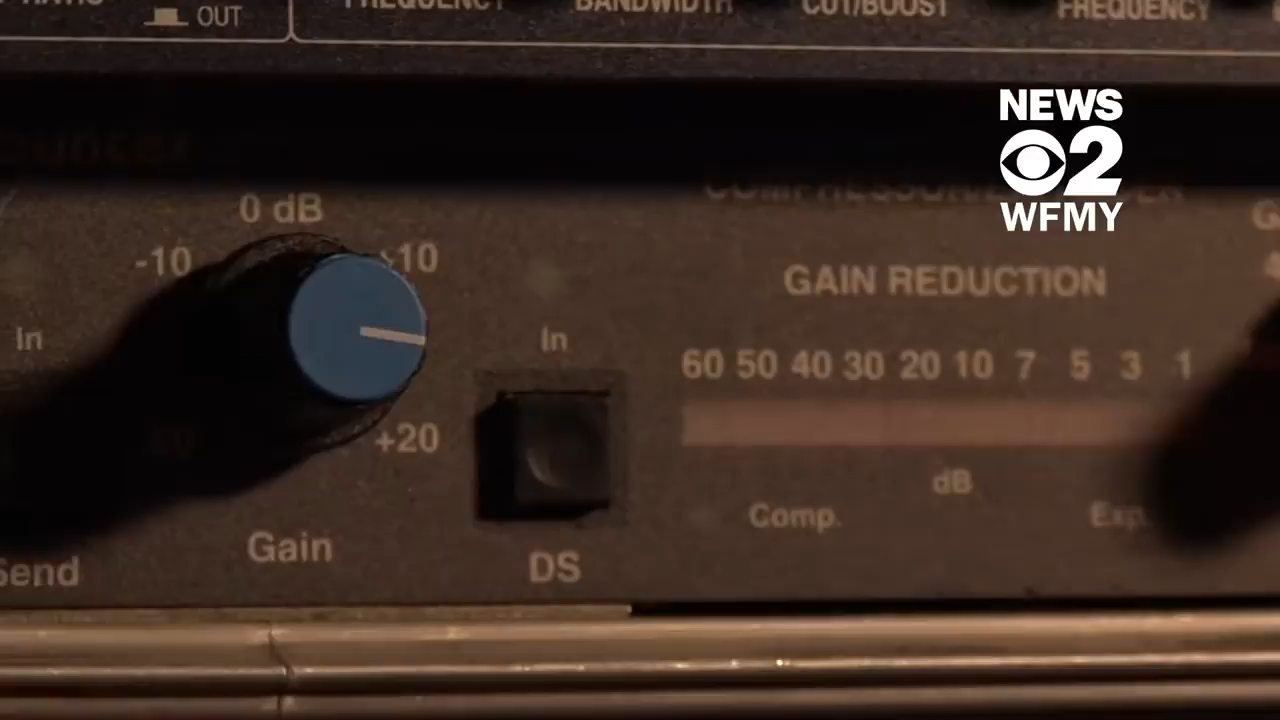 OUT
FREQUENCY
BANDWIDTH
CUT/BOOST
FREQUENCY
NEWS
2
WFMY
0 dB
-10
+10
GAIN REDUCTION
In
In
60 50 40 30 20 10 7 5 3 1
+20
dB
Comp.
Gain
Send
DS